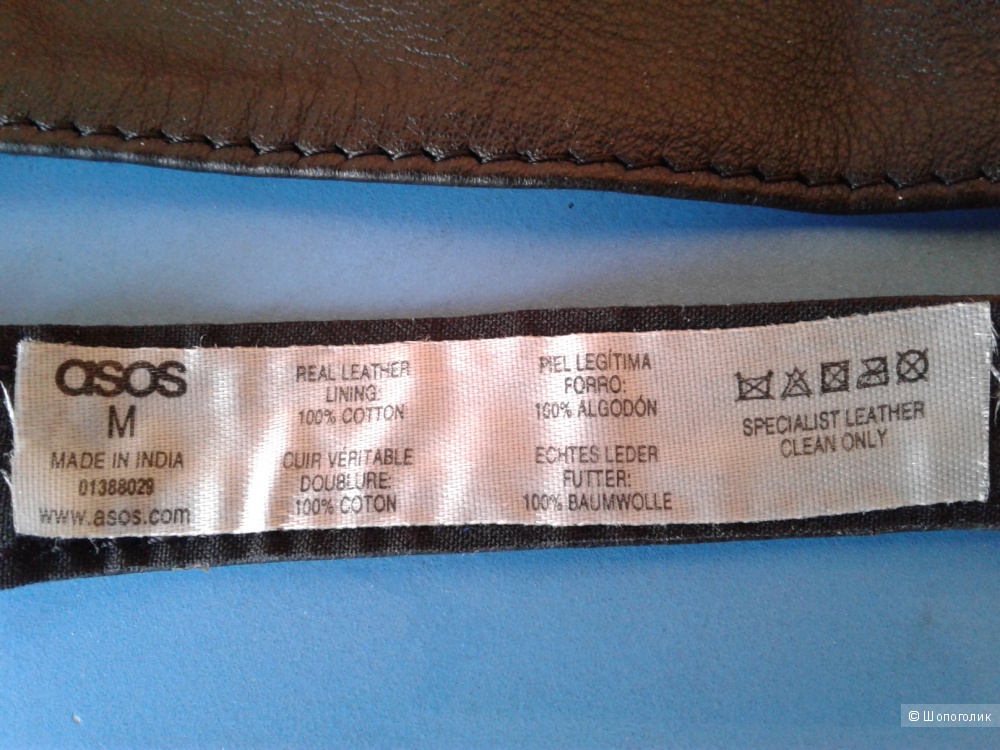 asos
M
MADE IN INDIA
01388029
www.asos.com
REAL LEATHER
LINING:
100% COTTON
CUIR VÉRITABLE
DOUBLURE:
100% COTON
PIEL LEGÍTIMA
FORRO:
100% ALGODÓN
ECHTES LEDER
FUTTER:
100% BAUMWOLLE
SPECIALIST LEATHER
CLEAN ONLY
© Шопоголик